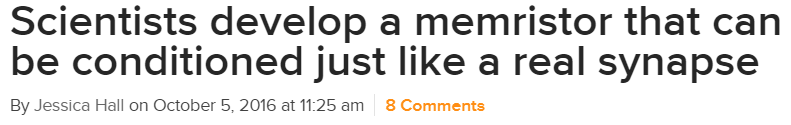 Scientists develop a memristor that can
be conditioned just like a real synapse
By Jessica Hall on October 5, 2016 at 11:25 am 8 Comments